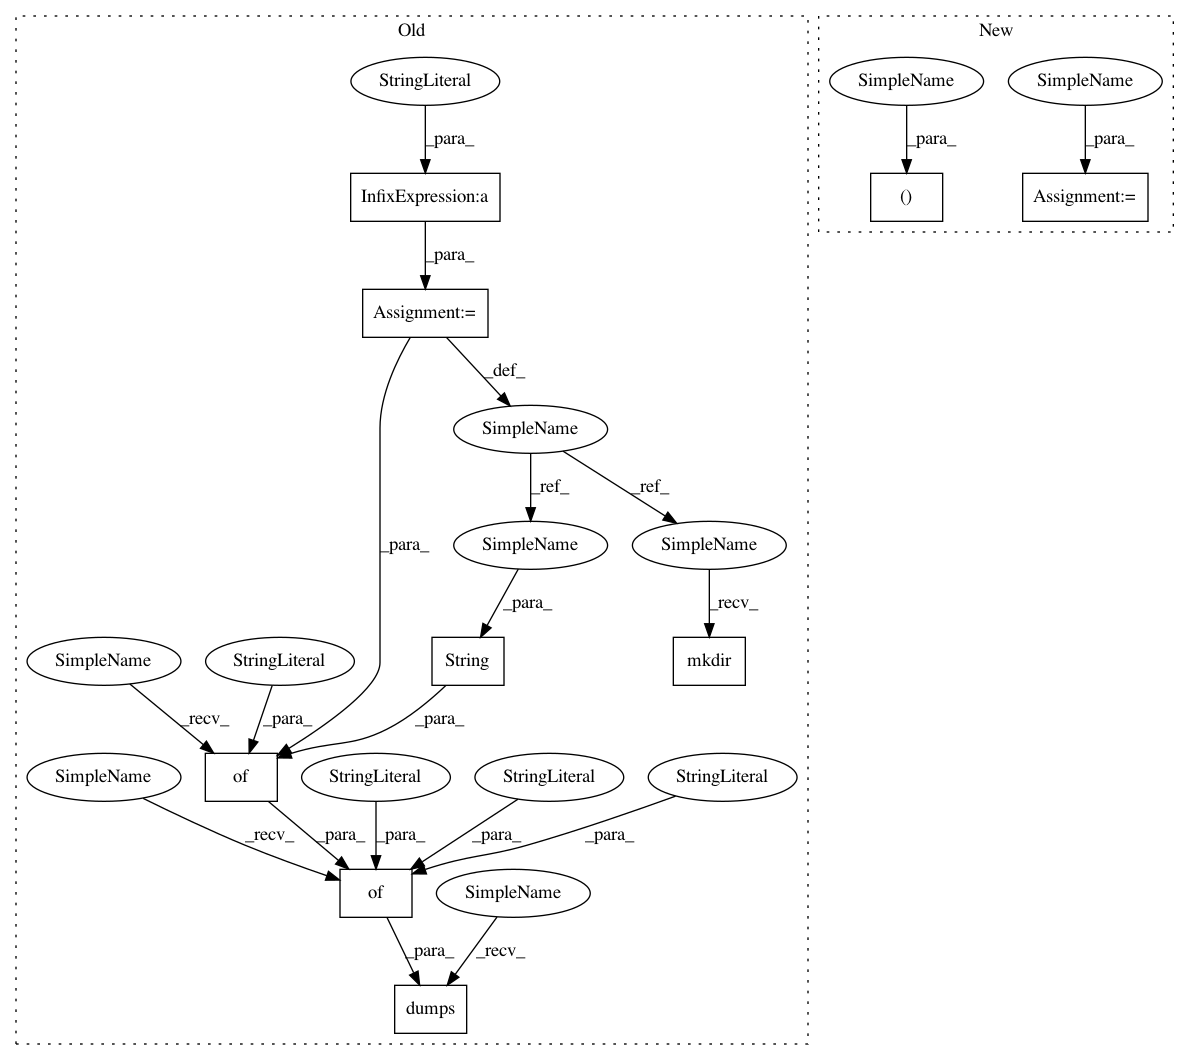 Old
New
StringLiteral
SimpleName
SimpleName
_para_
_para_
_para_
InfixExpression:a
()
Assignment:=
_para_
Assignment:=
_def_
SimpleName
_ref_
_ref_
_para_
SimpleName
SimpleName
_para_
_recv_
SimpleName
StringLiteral
String
mkdir
_recv_
_para_
_para_
SimpleName
of
StringLiteral
StringLiteral
StringLiteral
_recv_
_para_
_para_
_para_
_para_
of
SimpleName
_para_
_recv_
dumps